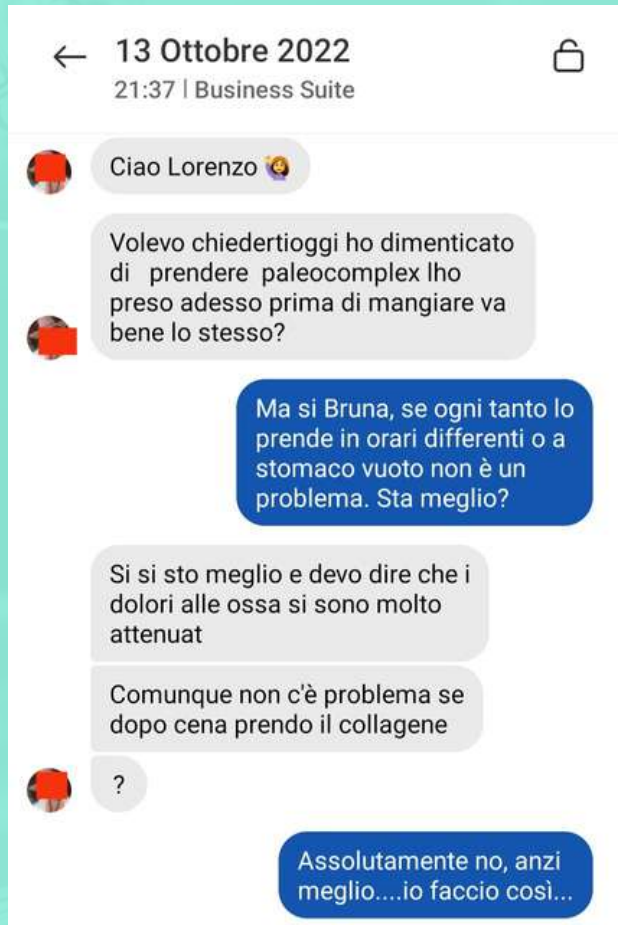 13 Ottobre 2022
21:37 | Business Suite
Ciao Lorenzo 🙋‍♀️
Volevo chiedertioggi ho dimenticato
di prendere paleocomplex lho
preso adesso prima di mangiare va
bene lo stesso?
Ma si Bruna, se ogni tanto lo
prende in orari differenti o a
stomaco vuoto non è un
problema. Sta meglio?
Si si sto meglio e devo dire che i
dolori alle ossa si sono molto
attenuat
Comunque non c'è problema se
dopo cena prendo il collagene
?
Assolutamente no, anzi
meglio....io faccio così...